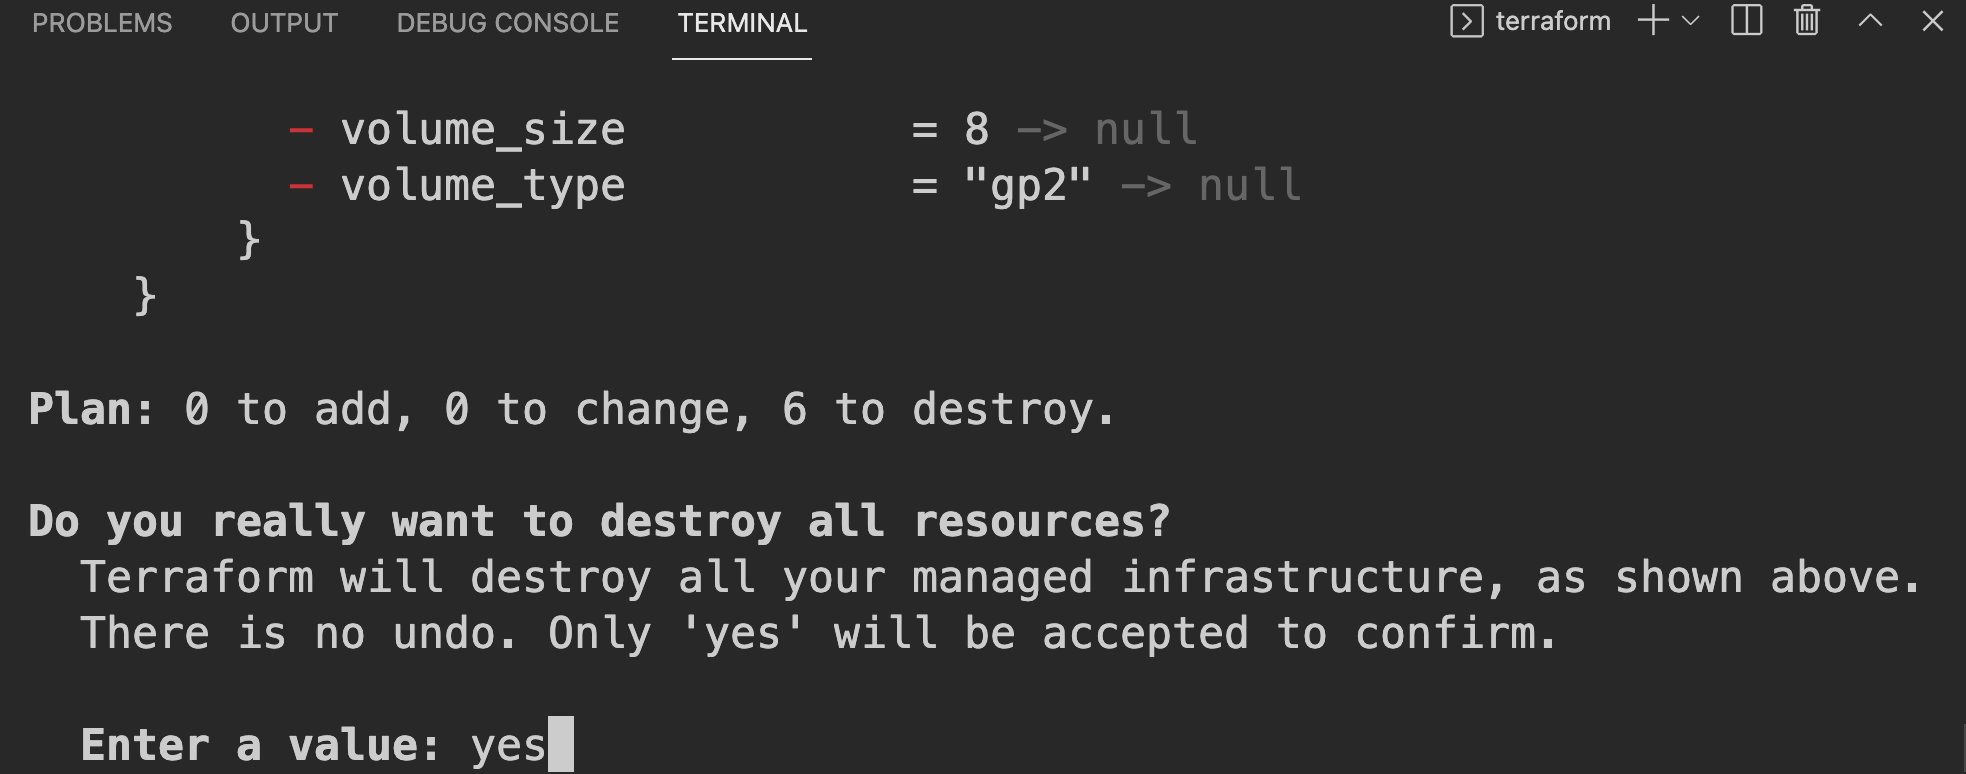 PROBLEMS OUTPUT DEBUG CONSOLE TERMINAL terraform
- volume_size = 8 -> null
- volume_type = "gp2" -> null
}
}
Plan: 0 to add, 0 to change, 6 to destroy.
Do you really want to destroy all resources?
Terraform will destroy all your managed infrastructure, as shown above.
There is no undo. Only 'yes' will be accepted to confirm.
Enter a value: yes